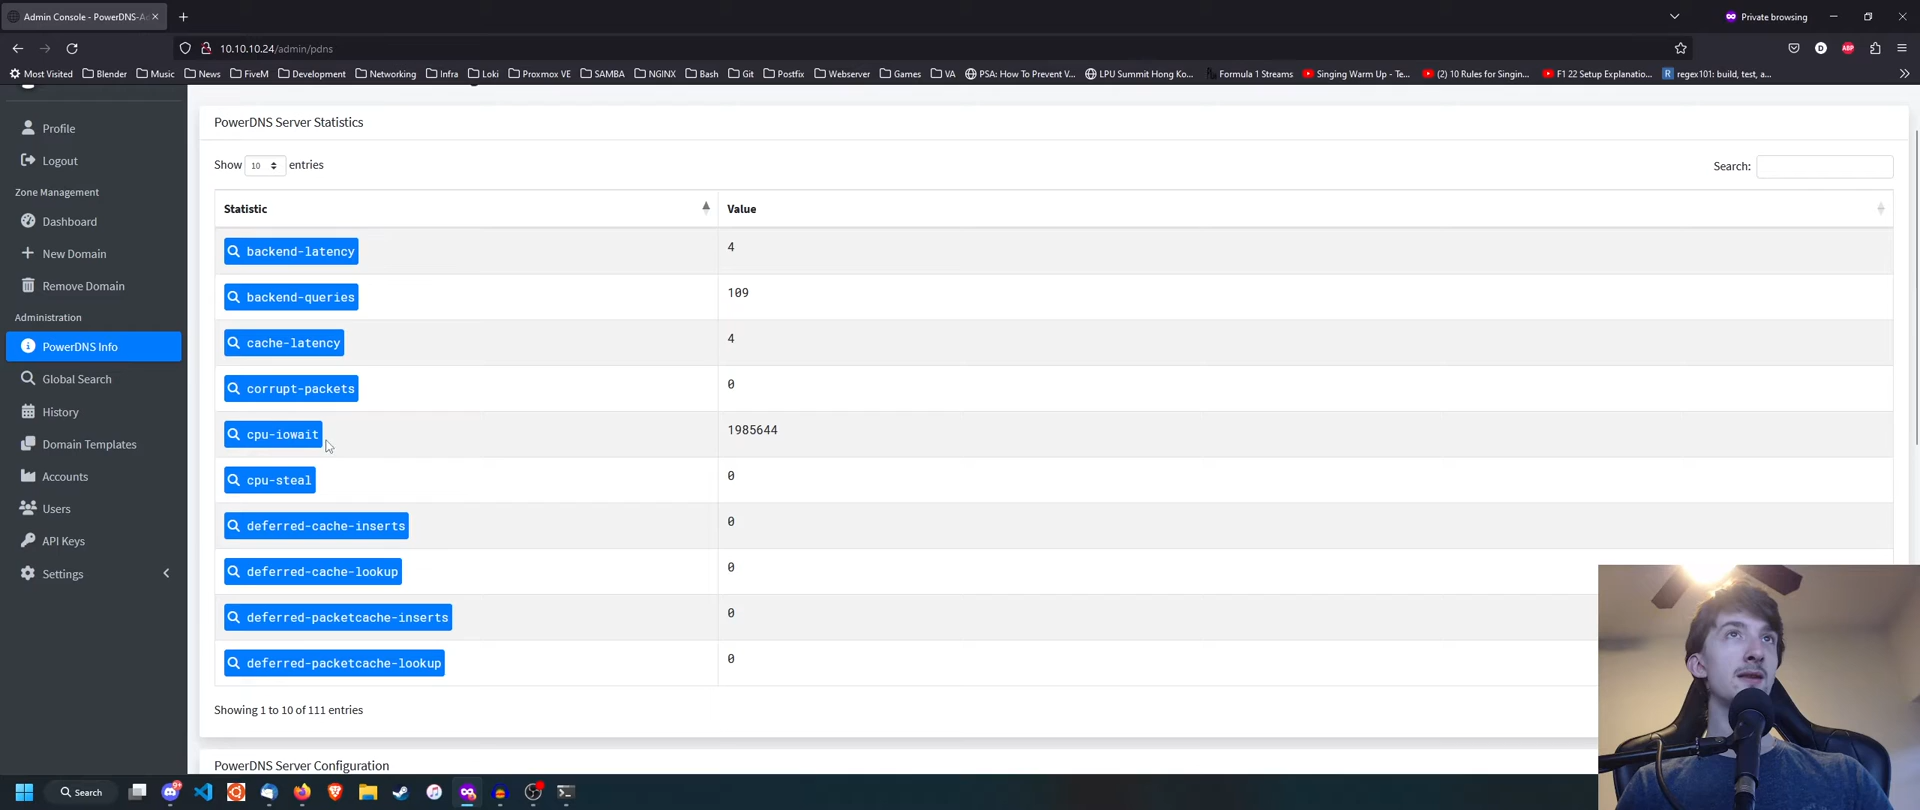 Admin Console - PowerDNS-A
Private browsing
10.10.10.24/admin/pdns
Most Visited Blender Music News FiveM Development Networking Infra Loki Proxmox VE SAMBA NGINX Bash Git Postfix Webserver Games VA PSA: How To Prevent V... LPU Summit Hong Ko... Formula 1 Streams Singing Warm Up - Te... (2) 10 Rules for Singin... F1 22 Setup Explanatio... regex101: build, test, a...
Profile
Logout
Zone Management
Dashboard
New Domain
Remove Domain
Administration
PowerDNS Info
Global Search
History
Domain Templates
Accounts
Users
API Keys
Settings
PowerDNS Server Statistics
Show 10 entries
Search:
Statistic Value
backend-latency 4
backend-queries 109
cache-latency 4
corrupt-packets 0
cpu-iowait 1985644
cpu-steal 0
deferred-cache-inserts 0
deferred-cache-lookup 0
deferred-packetcache-inserts 0
deferred-packetcache-lookup 0
Showing 1 to 10 of 111 entries
PowerDNS Server Configuration
Search